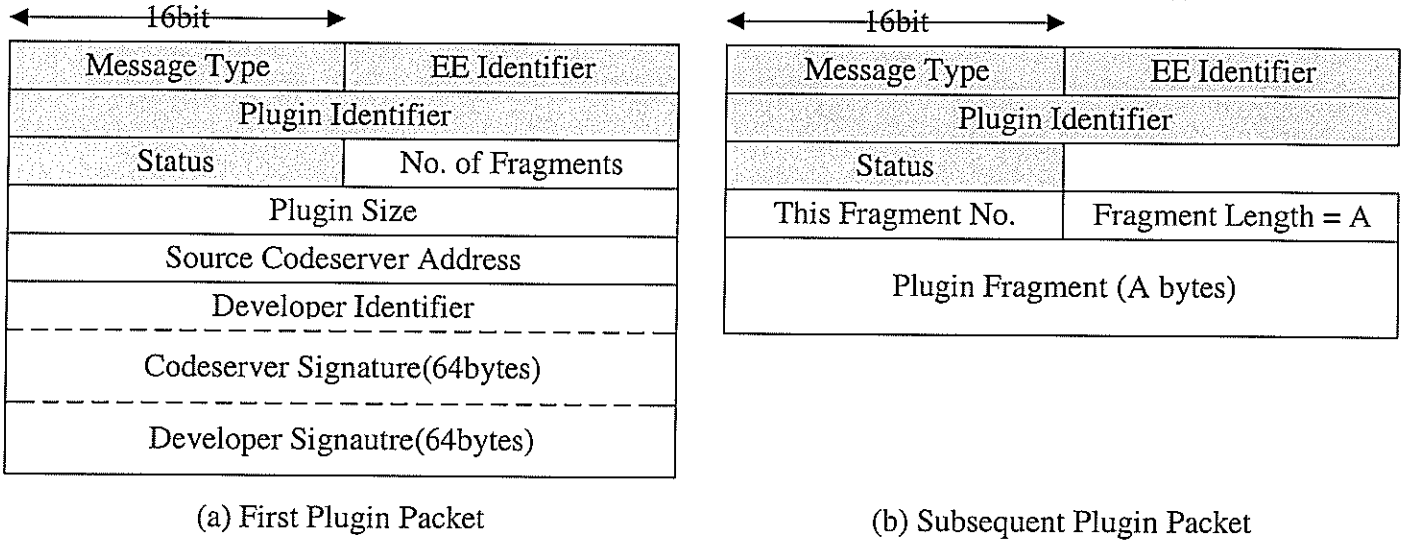 16bit
Message Type EE Identifier
Plugin Identifier
Status No. of Fragments
Plugin Size
Source Codeserver Address
Developer Identifier
Codeserver Signature(64bytes)
Developer Signautre(64bytes)
(a) First Plugin Packet
16bit
Message Type EE Identifier
Plugin Identifier
Status
This Fragment No. Fragment Length = A
Plugin Fragment (A bytes)
(b) Subsequent Plugin Packet